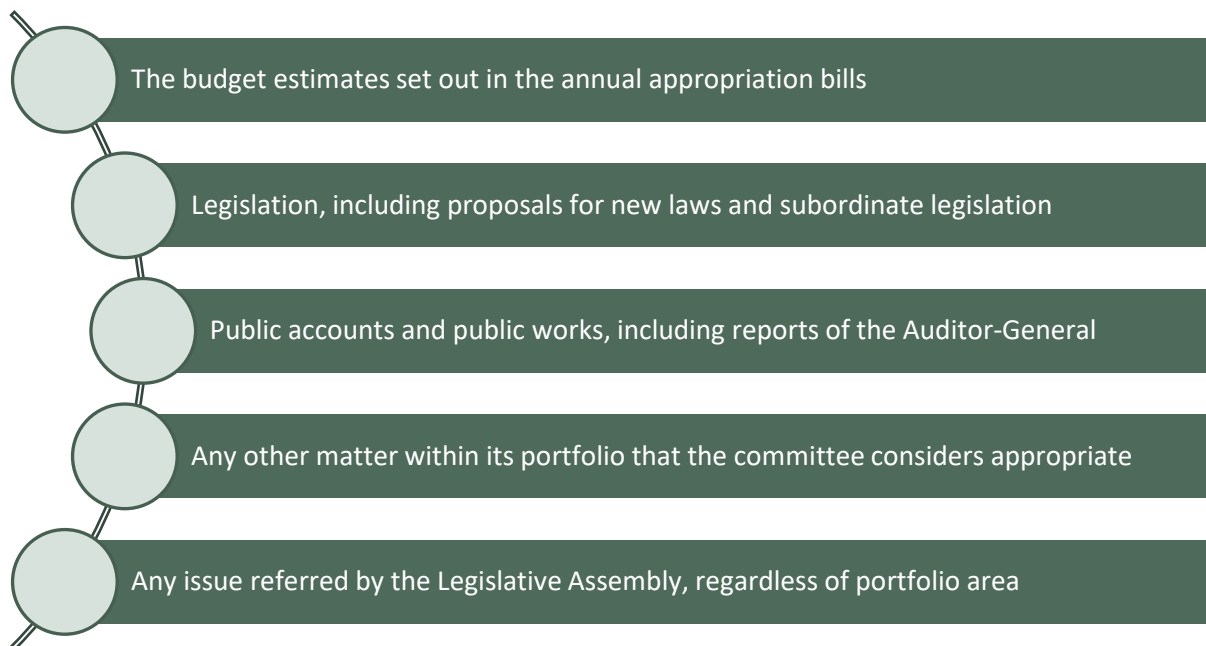 The budget estimates set out in the annual appropriation bills
Legislation, including proposals for new laws and subordinate legislation
Public accounts and public works, including reports of the Auditor-General
Any other matter within its portfolio that the committee considers appropriate
Any issue referred by the Legislative Assembly, regardless of portfolio area